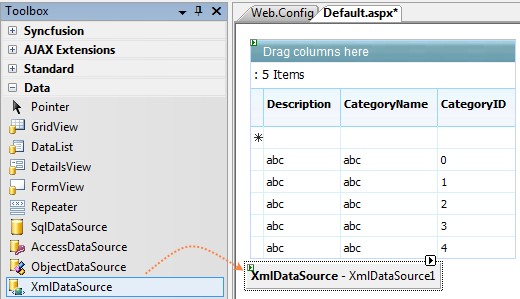 Toolbox
Syncfusion
AJAX Extensions
Standard
Data
Pointer
GridView
DataList
DetailsView
FormView
Repeater
SqlDataSource
AccessDataSource
ObjectDataSource
XmlDataSource
Web.Config Default.aspx*
Drag columns here
: 5 Items
Description CategoryName CategoryID
abc abc 0
abc abc 1
abc abc 2
abc abc 3
abc abc 4
XmlDataSource - XmlDataSource1